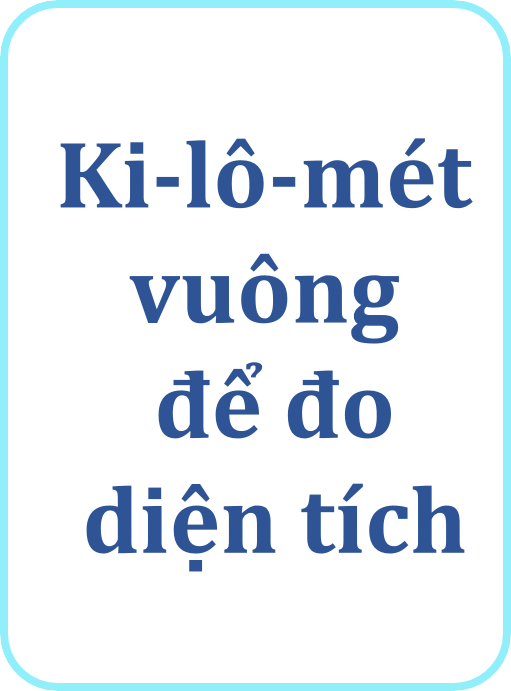 Ki-lô-mét
vuông
để đo
diện tích